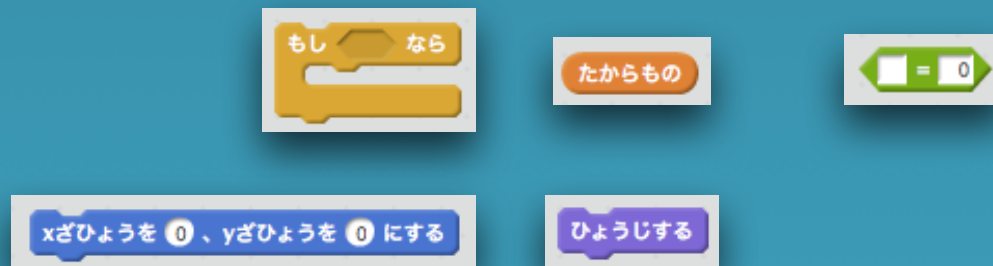 もし なら
たからもの
= 0
xざひょうを 0 、yざひょうを 0 にする
ひょうじする